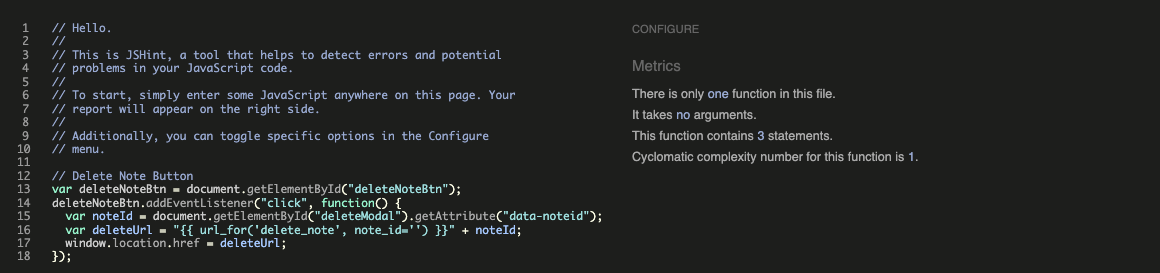 1 // Hello.
2 //
3 // This is JSHint, a tool that helps to detect errors and potential
4 // problems in your JavaScript code.
5 //
6 // To start, simply enter some JavaScript anywhere on this page. Your
7 // report will appear on the right side.
8 //
9 // Additionally, you can toggle specific options in the Configure
10 // menu.
11
12 // Delete Note Button
13 var deleteNoteBtn = document.getElementById("deleteNoteBtn");
14 deleteNoteBtn.addEventListener("click", function() {
15   var noteId = document.getElementById("deleteModal").getAttribute("data-noteid");
16   var deleteUrl = "{{ url_for('delete_note', note_id='') }}" + noteId;
17   window.location.href = deleteUrl;
18 });
CONFIGURE
Metrics
There is only one function in this file.
It takes no arguments.
This function contains 3 statements.
Cyclomatic complexity number for this function is 1.